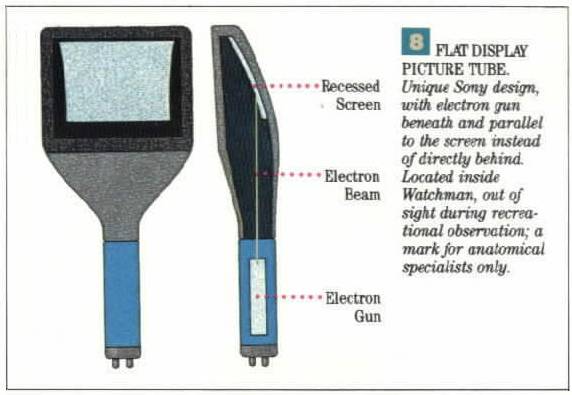 Recessed
Screen
Electron
Beam
Electron
Gun
8 FLAT DISPLAY
PICTURE TUBE.
Unique Sony design,
with electron gun
beneath and parallel
to the screen instead
of directly behind.
Located inside
Watchman, out of
sight during recrea-
tional observation; a
mark for anatomical
specialists only.